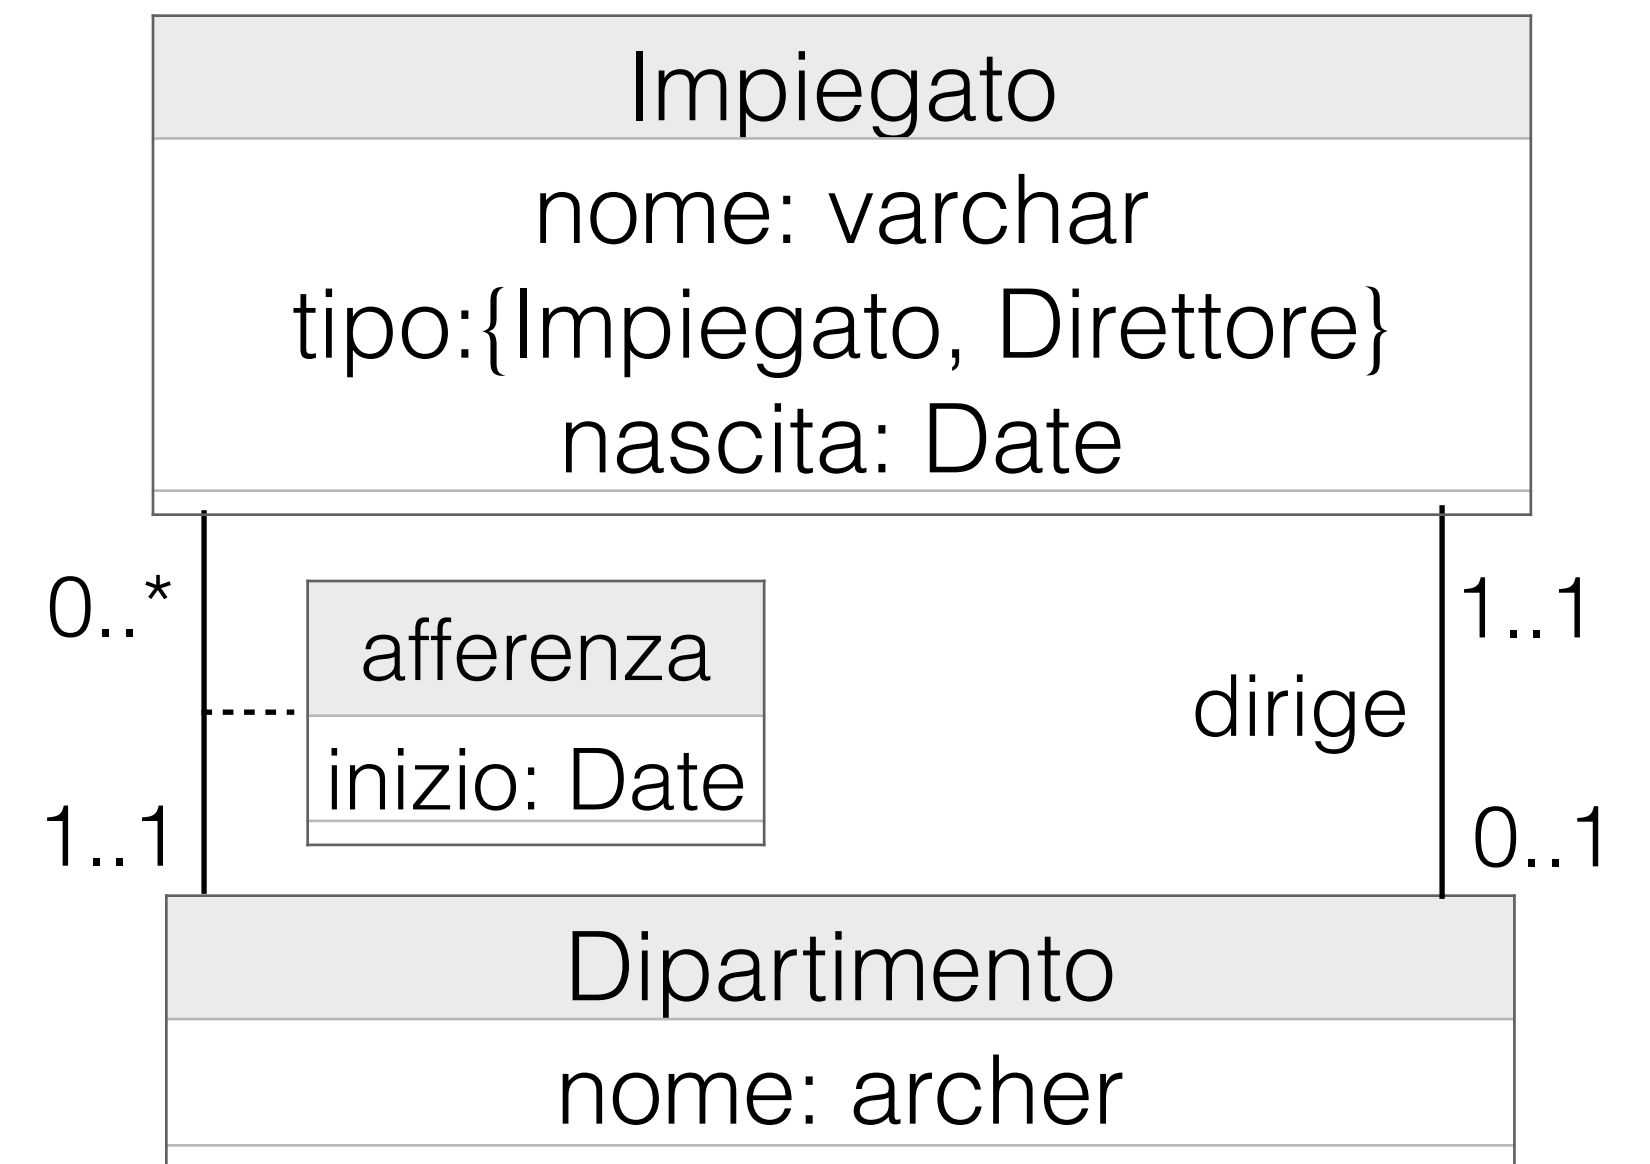 Impiegato
nome: varchar
tipo:{Impiegato, Direttore}
nascita: Date
0..*
1..1
afferenza
dirige
inizio: Date
1..1
0..1
Dipartimento
nome: archer